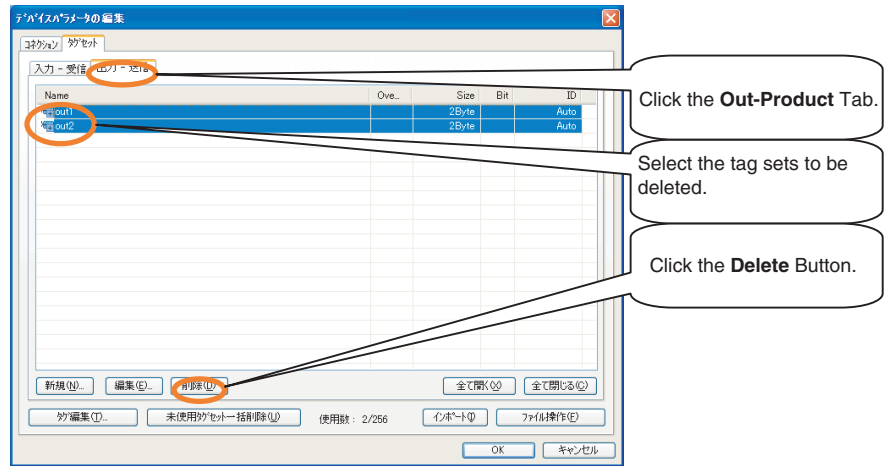 デバイスパラメータの編集
コネクション タグセット
入力 - 受信 出力 - 送信
Name Ove... Size Bit ID
out1 2Byte Auto
out2 2Byte Auto
新規(N)... 編集(E)... 削除(D) 全て開く(X) 全て閉じる(C)
タグ編集(T)... 未使用タグセット一括削除(U) 使用数： 2/256 インポート(I) ファイル操作(F)
OK キャンセル
Click the Out-Product Tab.
Select the tag sets to be
deleted.
Click the Delete Button.